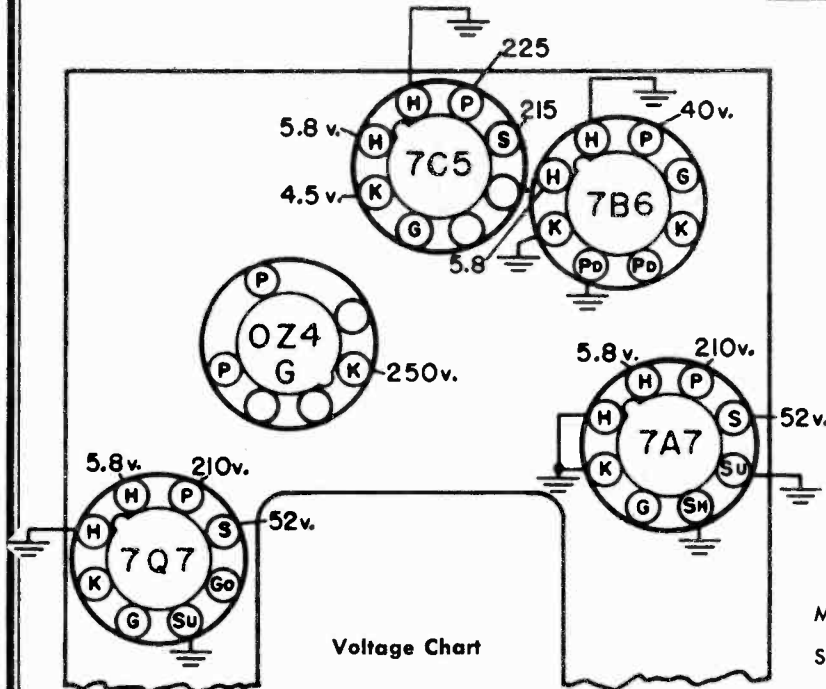 225
H P
5.8 v. H S 215
7C5
4.5 v. K
G
H P 40v.
5.8 H G
7B6
K K
PD PD
P
OZ4
G
P K 250v.
5.8 v. 210v.
H P
H S 52v.
7A7
K SU
G SH
5.8 v. 210v.
H P
H S 52v.
7Q7
K GO
G SU
Voltage Chart
M
S